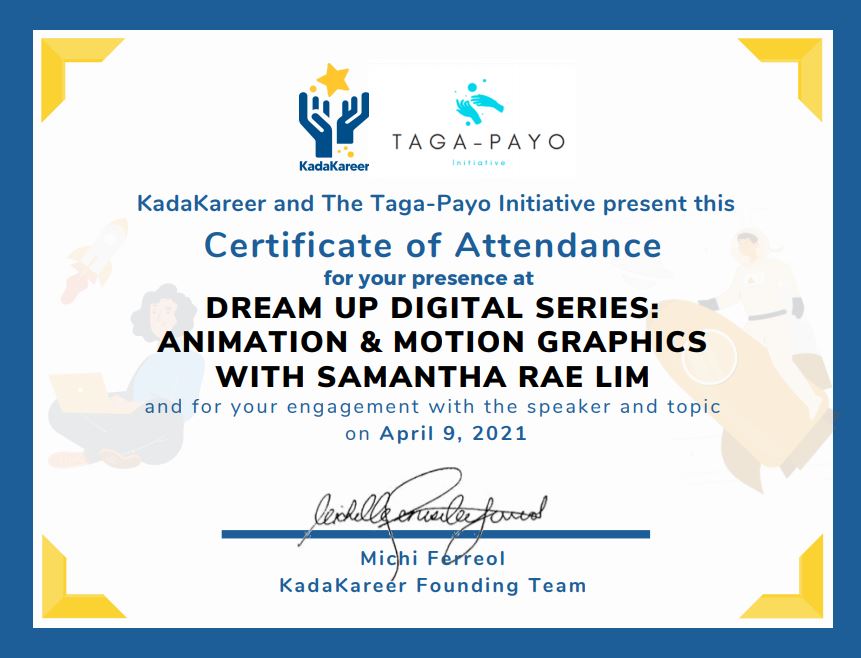 KadaKareer
TAGA-PAYO
Initiative
KadaKareer and The Taga-Payo Initiative present this
Certificate of Attendance
for your presence at
DREAM UP DIGITAL SERIES:
ANIMATION & MOTION GRAPHICS
WITH SAMANTHA RAE LIM
and for your engagement with the speaker and topic
on April 9, 2021
Michi Ferreol
KadaKareer Founding Team